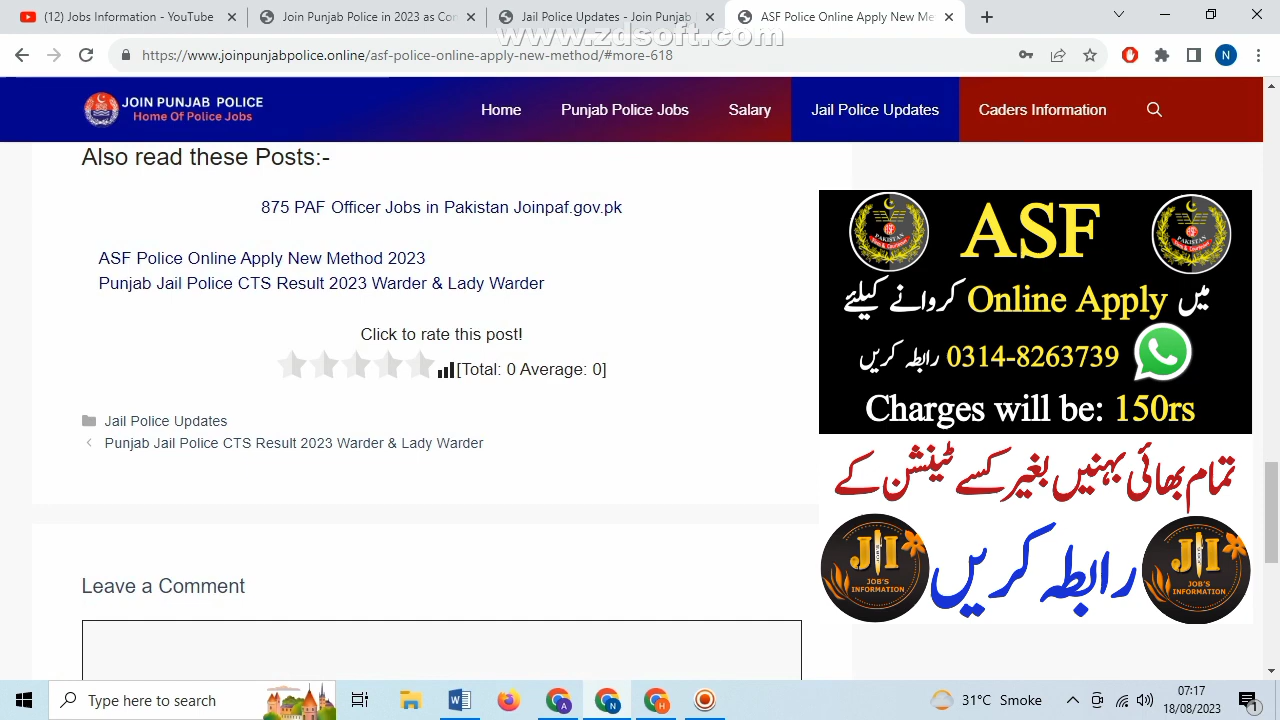 (12) Jobs Information - YouTube
Join Punjab Police in 2023 as Con
Jail Police Updates - Join Punjab
ASF Police Online Apply New Me
www.zdsoft.com
https://www.joinpunjabpolice.online/asf-police-online-apply-new-method/#more-618
N
JOIN PUNJAB POLICE
Home Of Police Jobs
Home
Punjab Police Jobs
Salary
Jail Police Updates
Caders Information
Also read these Posts:-
875 PAF Officer Jobs in Pakistan Joinpaf.gov.pk
ASF Police Online Apply New Method 2023
Punjab Jail Police CTS Result 2023 Warder & Lady Warder
Click to rate this post!
[Total: 0 Average: 0]
Jail Police Updates
Punjab Jail Police CTS Result 2023 Warder & Lady Warder
Leave a Comment
ASF
میں Online Apply کروانے کیلئے
0314-8263739 رابطہ کریں
Charges will be: 150rs
تمام بھائی بہنیں بغیر کسے ٹینشن کے
رابطہ کریں
JI
JOB'S
INFORMATION
JI
JOB'S
INFORMATION
Type here to search
A
N
H
31°C Smoke
07:17
18/08/2023
1